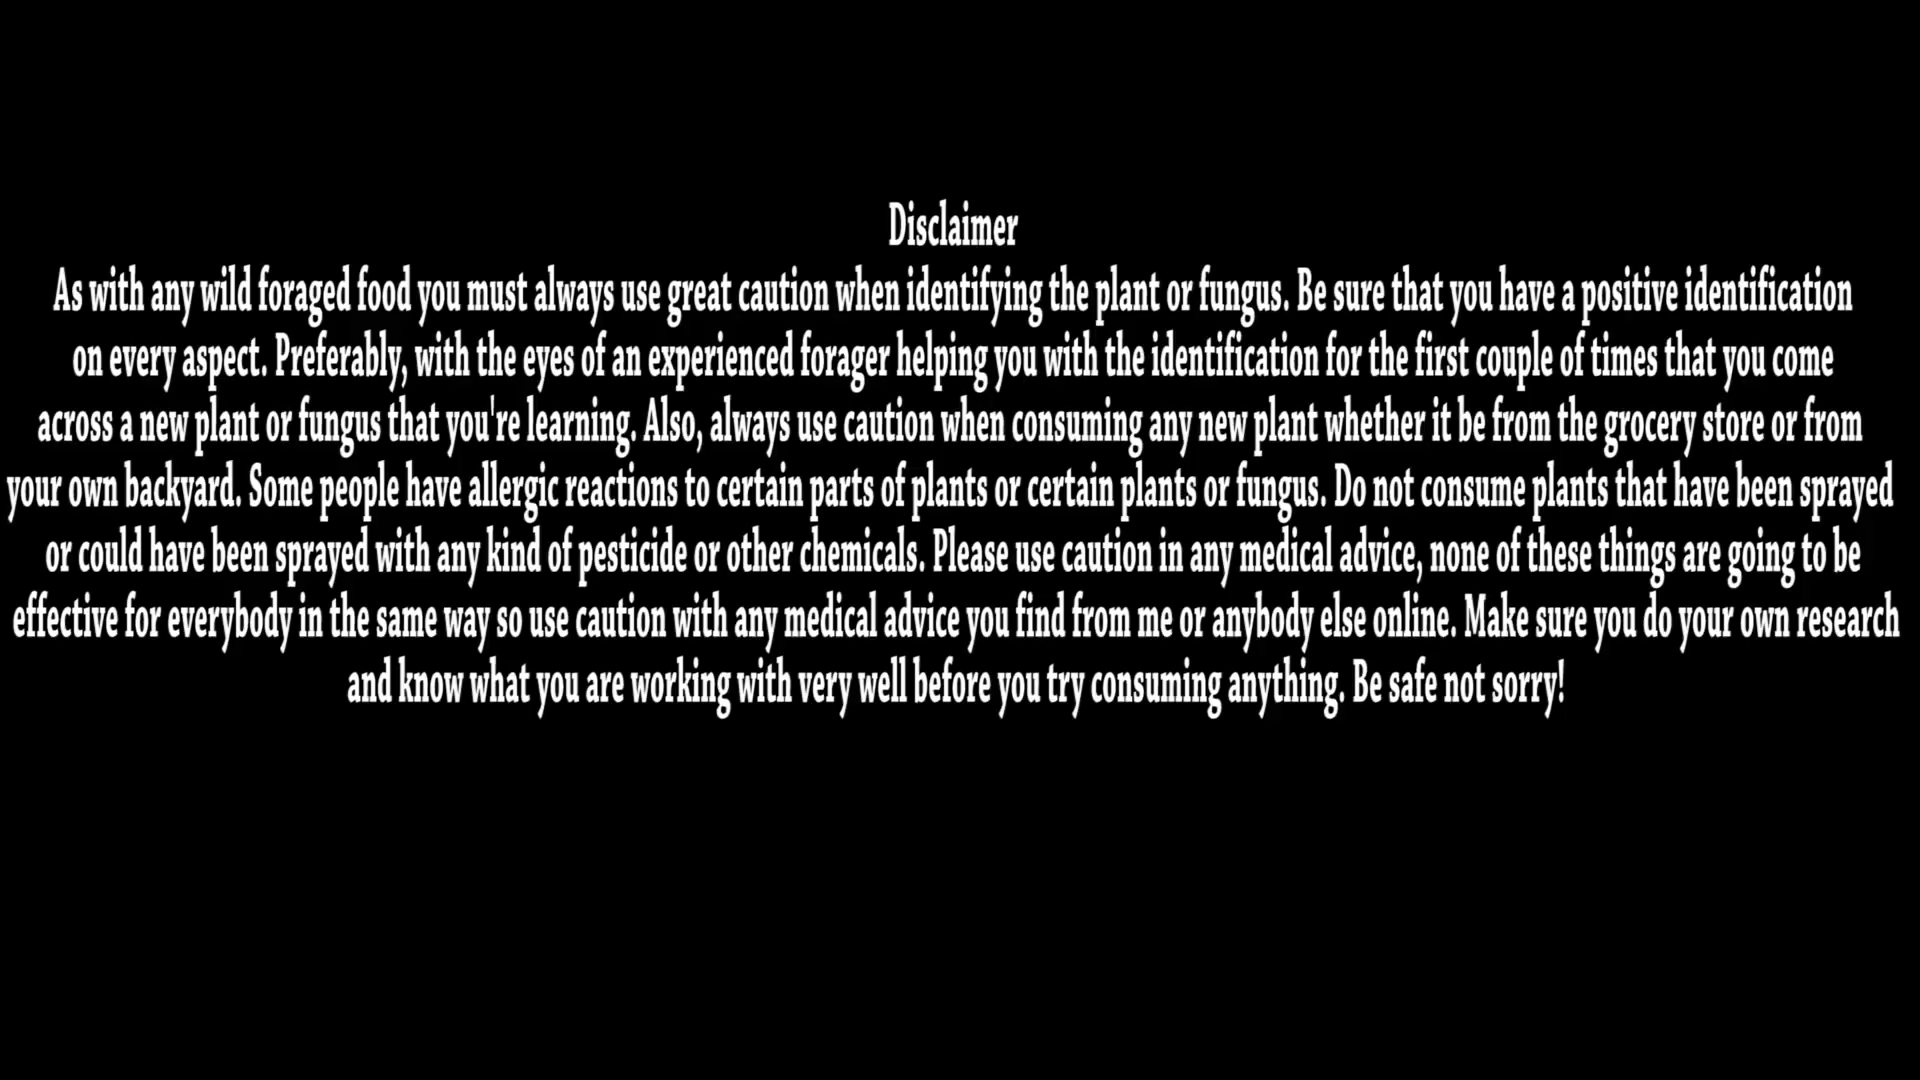 Disclaimer
As with any wild foraged food you must always use great caution when identifying the plant or fungus. Be sure that you have a positive identification
on every aspect. Preferably, with the eyes of an experienced forager helping you with the identification for the first couple of times that you come
across a new plant or fungus that you're learning. Also, always use caution when consuming any new plant whether it be from the grocery store or from
your own backyard. Some people have allergic reactions to certain parts of plants or certain plants or fungus. Do not consume plants that have been sprayed
or could have been sprayed with any kind of pesticide or other chemicals. Please use caution in any medical advice, none of these things are going to be
effective for everybody in the same way so use caution with any medical advice you find from me or anybody else online. Make sure you do your own research
and know what you are working with very well before you try consuming anything. Be safe not sorry!